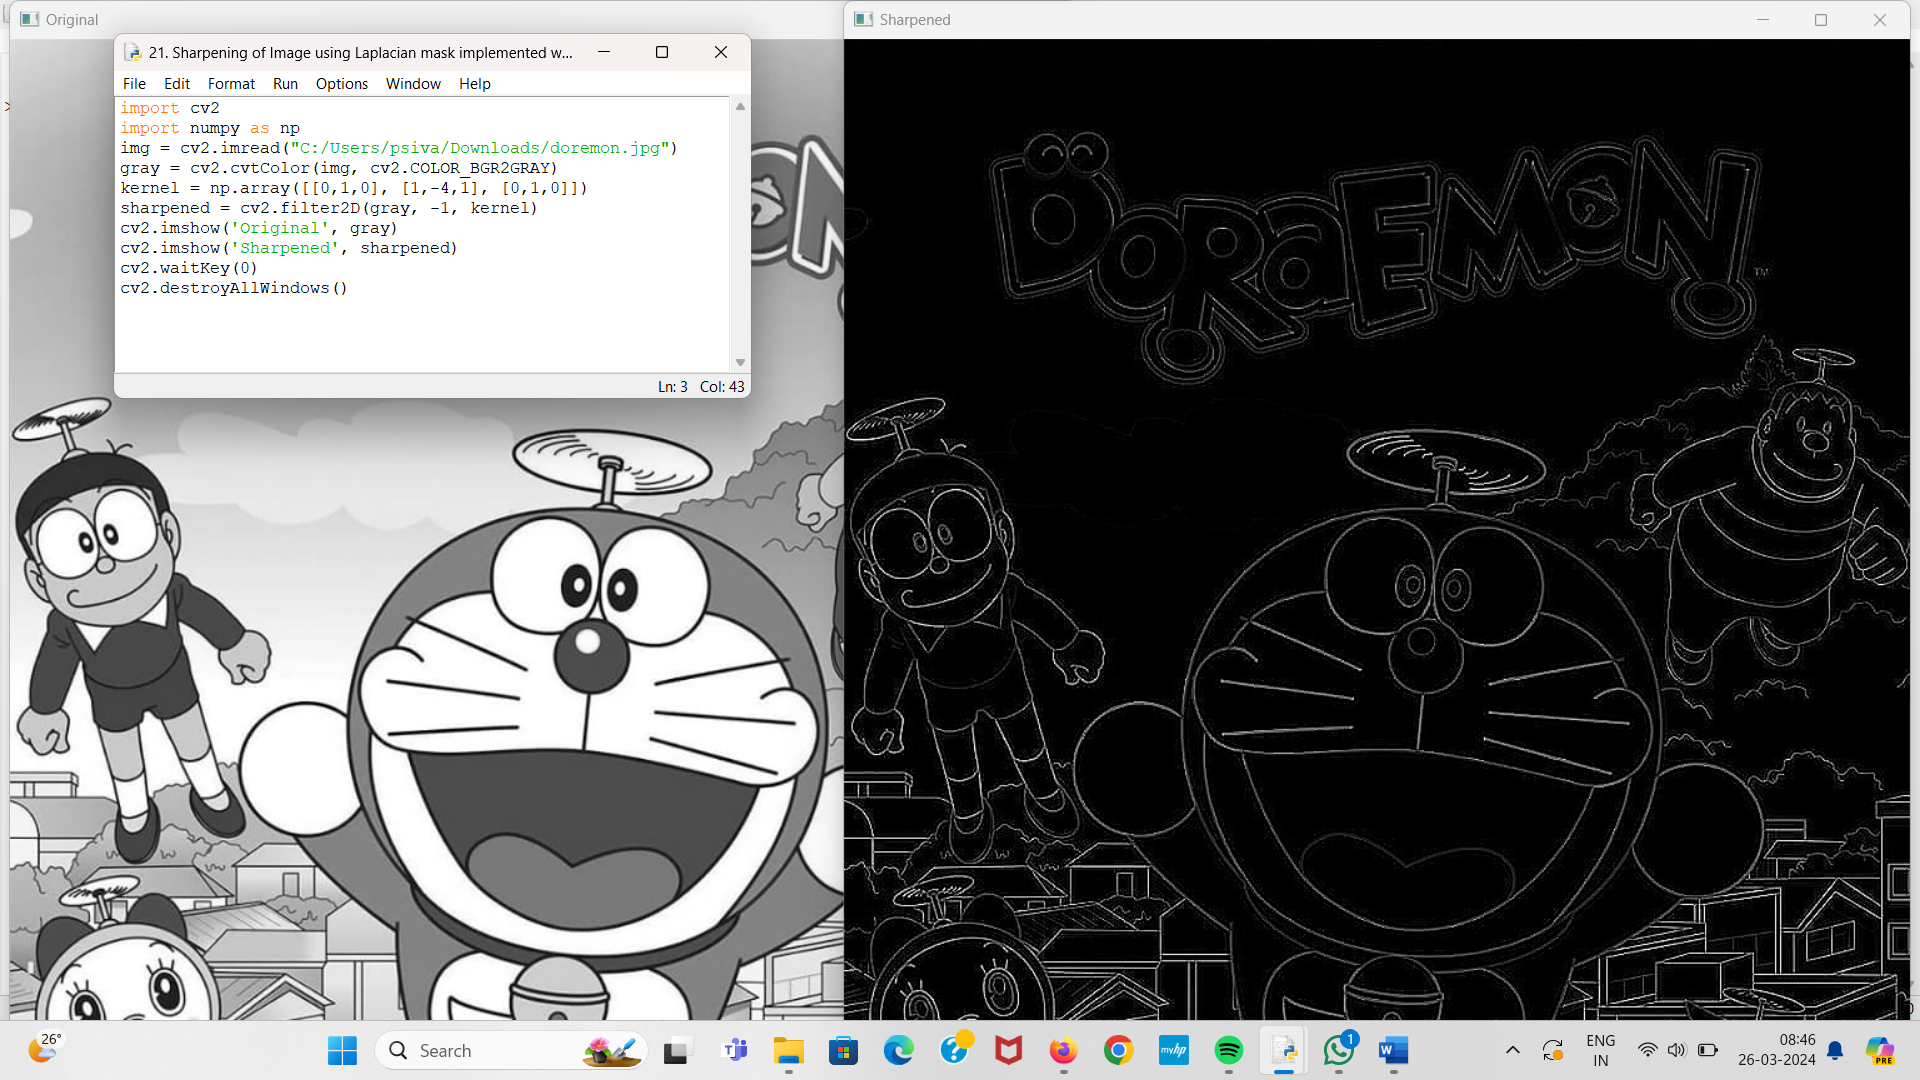 Original
Sharpened
21. Sharpening of Image using Laplacian mask implemented w...
File Edit Format Run Options Window Help
import cv2
import numpy as np
img = cv2.imread("C:/Users/psiva/Downloads/doremon.jpg")
gray = cv2.cvtColor(img, cv2.COLOR_BGR2GRAY)
kernel = np.array([[0,1,0], [1,-4,1], [0,1,0]])
sharpened = cv2.filter2D(gray, -1, kernel)
cv2.imshow('Original', gray)
cv2.imshow('Sharpened', sharpened)
cv2.waitKey(0)
cv2.destroyAllWindows()
Ln: 3 Col: 43
DORAEMON
TM
26°
Search
myhp
1
ENG
IN
08:46
26-03-2024
PRE